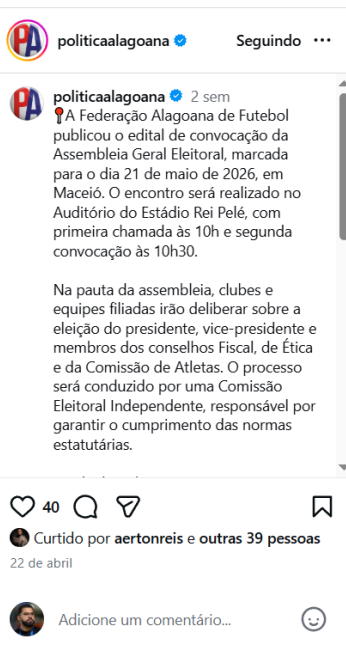 politicaalagoana
Seguindo
politicaalagoana 2 sem
A Federação Alagoana de Futebol
publicou o edital de convocação da
Assembleia Geral Eleitoral, marcada
para o dia 21 de maio de 2026, em
Maceió. O encontro será realizado no
Auditório do Estádio Rei Pelé, com
primeira chamada às 10h e segunda
convocação às 10h30.
Na pauta da assembleia, clubes e
equipes filiadas irão deliberar sobre a
eleição do presidente, vice-presidente e
membros dos conselhos Fiscal, de Ética
e da Comissão de Atletas. O processo
será conduzido por uma Comissão
Eleitoral Independente, responsável por
garantir o cumprimento das normas
estatutárias.
40
Curtido por aertonreis e outras 39 pessoas
22 de abril
Adicione um comentário...